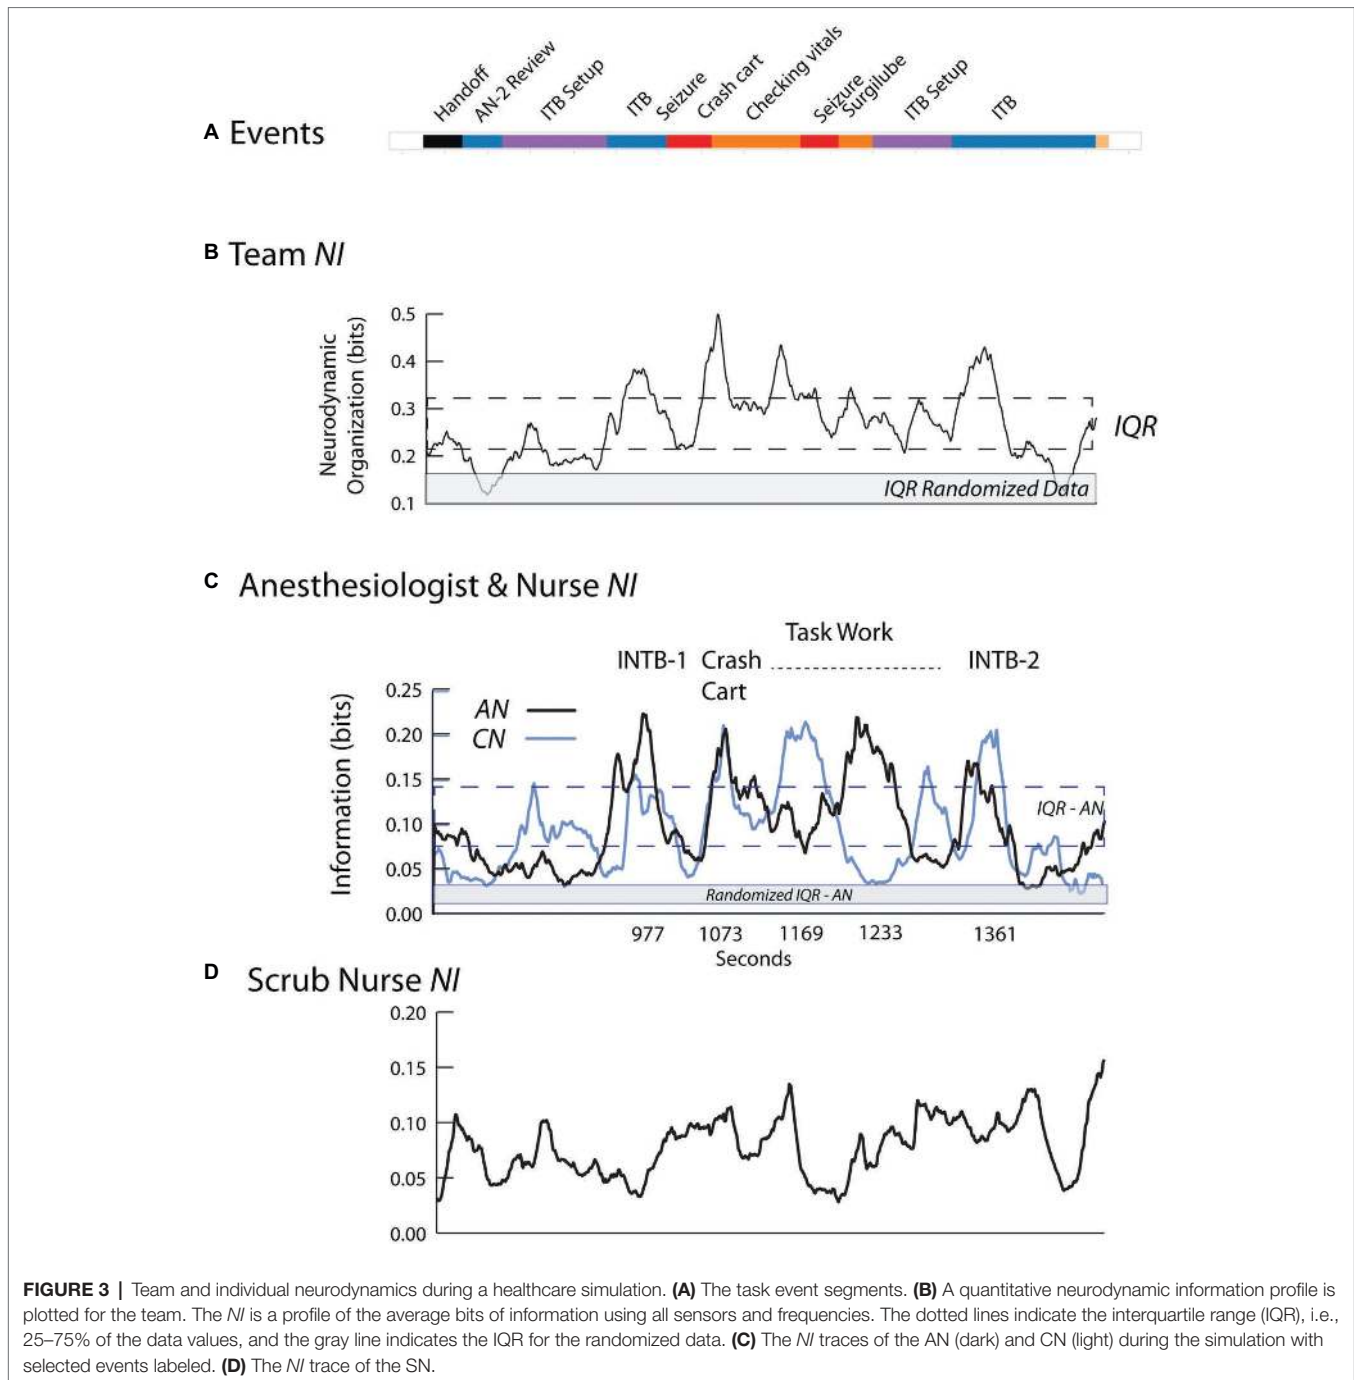 Handoff
AN-2 Review
ITB Setup
ITB
Seizure
Crash cart
Checking vitals
Seizure
Surgilube
ITB Setup
ITB
A Events
B Team NI
Neurodynamic
Organization (bits)
0.5
0.4
0.3
0.2
0.1
IQR
IQR Randomized Data
C Anesthesiologist & Nurse NI
Task Work
INTB-1 Crash Cart INTB-2
Information (bits)
0.25
0.20
0.15
0.10
0.05
0.00
AN
CN
IQR - AN
Randomized IQR - AN
977 1073 1169 1233 1361
Seconds
D Scrub Nurse NI
0.20
0.15
0.10
0.05
0.00
FIGURE 3 | Team and individual neurodynamics during a healthcare simulation. (A) The task event segments. (B) A quantitative neurodynamic information profile is
plotted for the team. The NI is a profile of the average bits of information using all sensors and frequencies. The dotted lines indicate the interquartile range (IQR), i.e.,
25–75% of the data values, and the gray line indicates the IQR for the randomized data. (C) The NI traces of the AN (dark) and CN (light) during the simulation with
selected events labeled. (D) The NI trace of the SN.